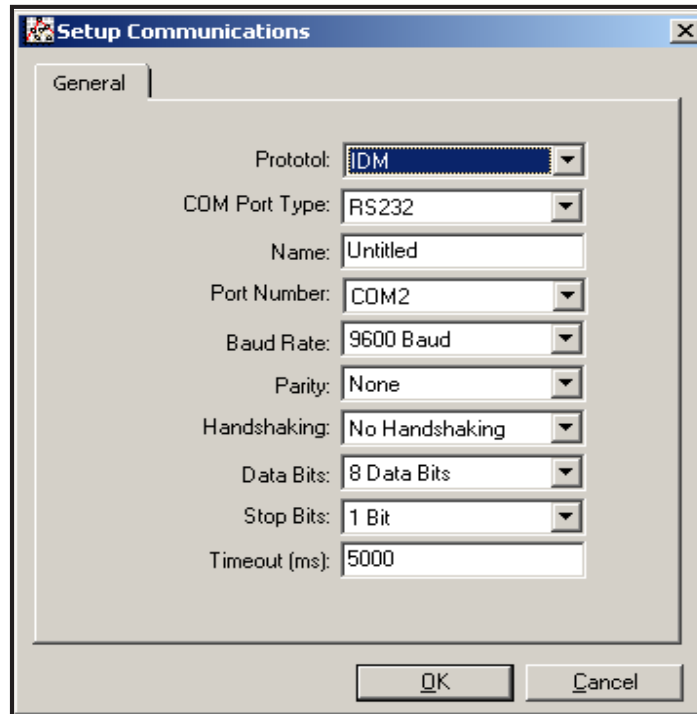 Setup Communications
General
Prototol: IDM
COM Port Type: RS232
Name: Untitled
Port Number: COM2
Baud Rate: 9600 Baud
Parity: None
Handshaking: No Handshaking
Data Bits: 8 Data Bits
Stop Bits: 1 Bit
Timeout (ms): 5000
OK Cancel